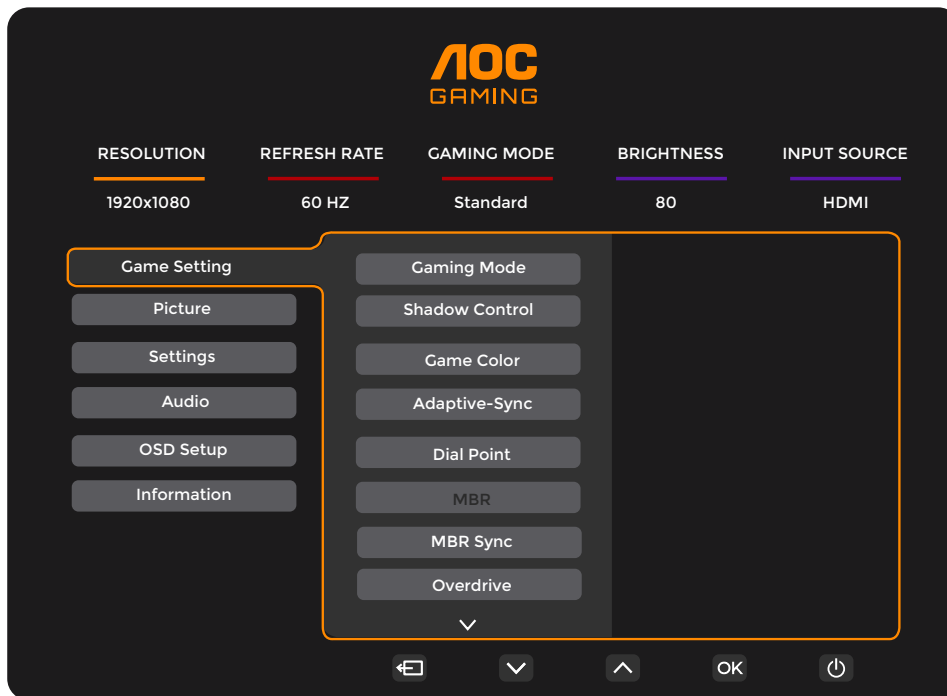 AOC
GAMING
RESOLUTION REFRESH RATE GAMING MODE BRIGHTNESS INPUT SOURCE
1920x1080 60 HZ Standard 80 HDMI
Game Setting
Picture
Settings
Audio
OSD Setup
Information
Gaming Mode
Shadow Control
Game Color
Adaptive-Sync
Dial Point
MBR
MBR Sync
Overdrive
OK